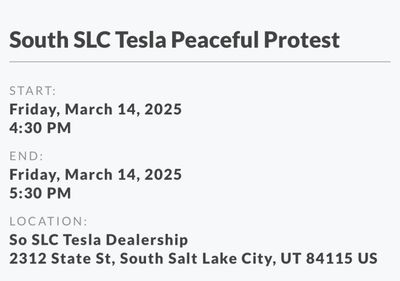 South SLC Tesla Peaceful Protest
START:
Friday, March 14, 2025
4:30 PM
END:
Friday, March 14, 2025
5:30 PM
LOCATION:
So SLC Tesla Dealership
2312 State St, South Salt Lake City, UT 84115 US